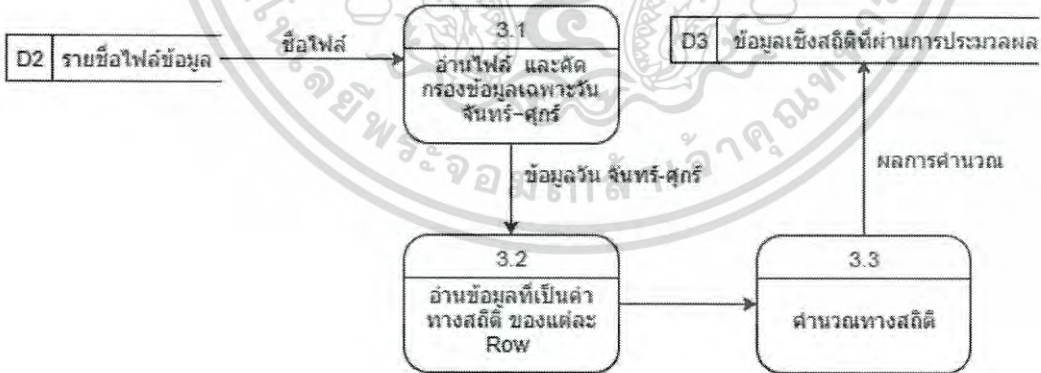 D2 รายชื่อไฟล์ข้อมูล
ชื่อไฟล์
3.1
อ่านไฟล์ และคัด
กรองข้อมูลเฉพาะวัน
จันทร์-ศุกร์
D3 ข้อมูลเชิงสถิติที่ผ่านการประมวลผล
ข้อมูลวัน จันทร์-ศุกร์
ผลการคำนวณ
3.2
อ่านข้อมูลที่เป็นค่า
ทางสถิติ ของแต่ละ
Row
3.3
คำนวณทางสถิติ